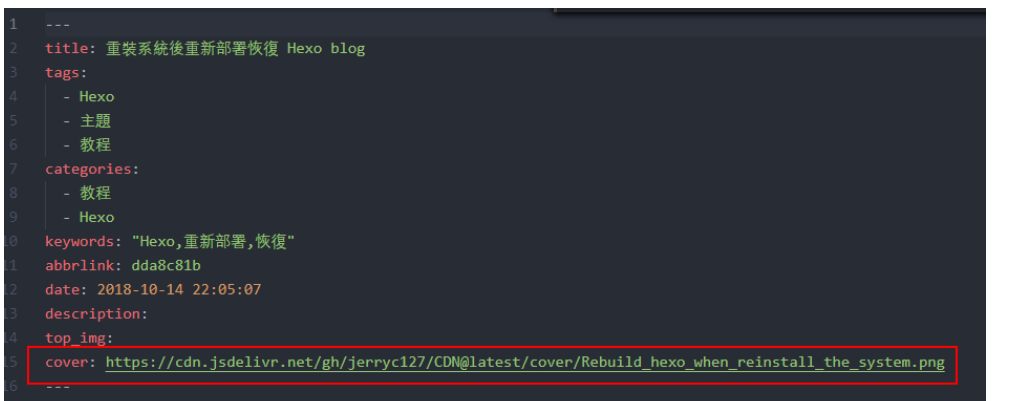 1 ---
2 title: 重裝系統後重新部署恢復 Hexo blog
3 tags:
4 - Hexo
5 - 主題
6 - 教程
7 categories:
8 - 教程
9 - Hexo
10 keywords: "Hexo,重新部署,恢復"
11 abbrlink: dda8c81b
12 date: 2018-10-14 22:05:07
13 description:
14 top_img:
15 cover: https://cdn.jsdelivr.net/gh/jerryc127/CDN@latest/cover/Rebuild_hexo_when_reinstall_the_system.png
16 ---